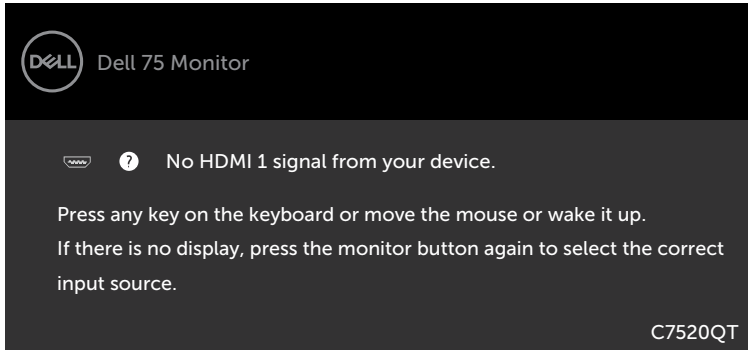 DELL
Dell 75 Monitor
? No HDMI 1 signal from your device.
Press any key on the keyboard or move the mouse or wake it up.
If there is no display, press the monitor button again to select the correct
input source.
C7520QT